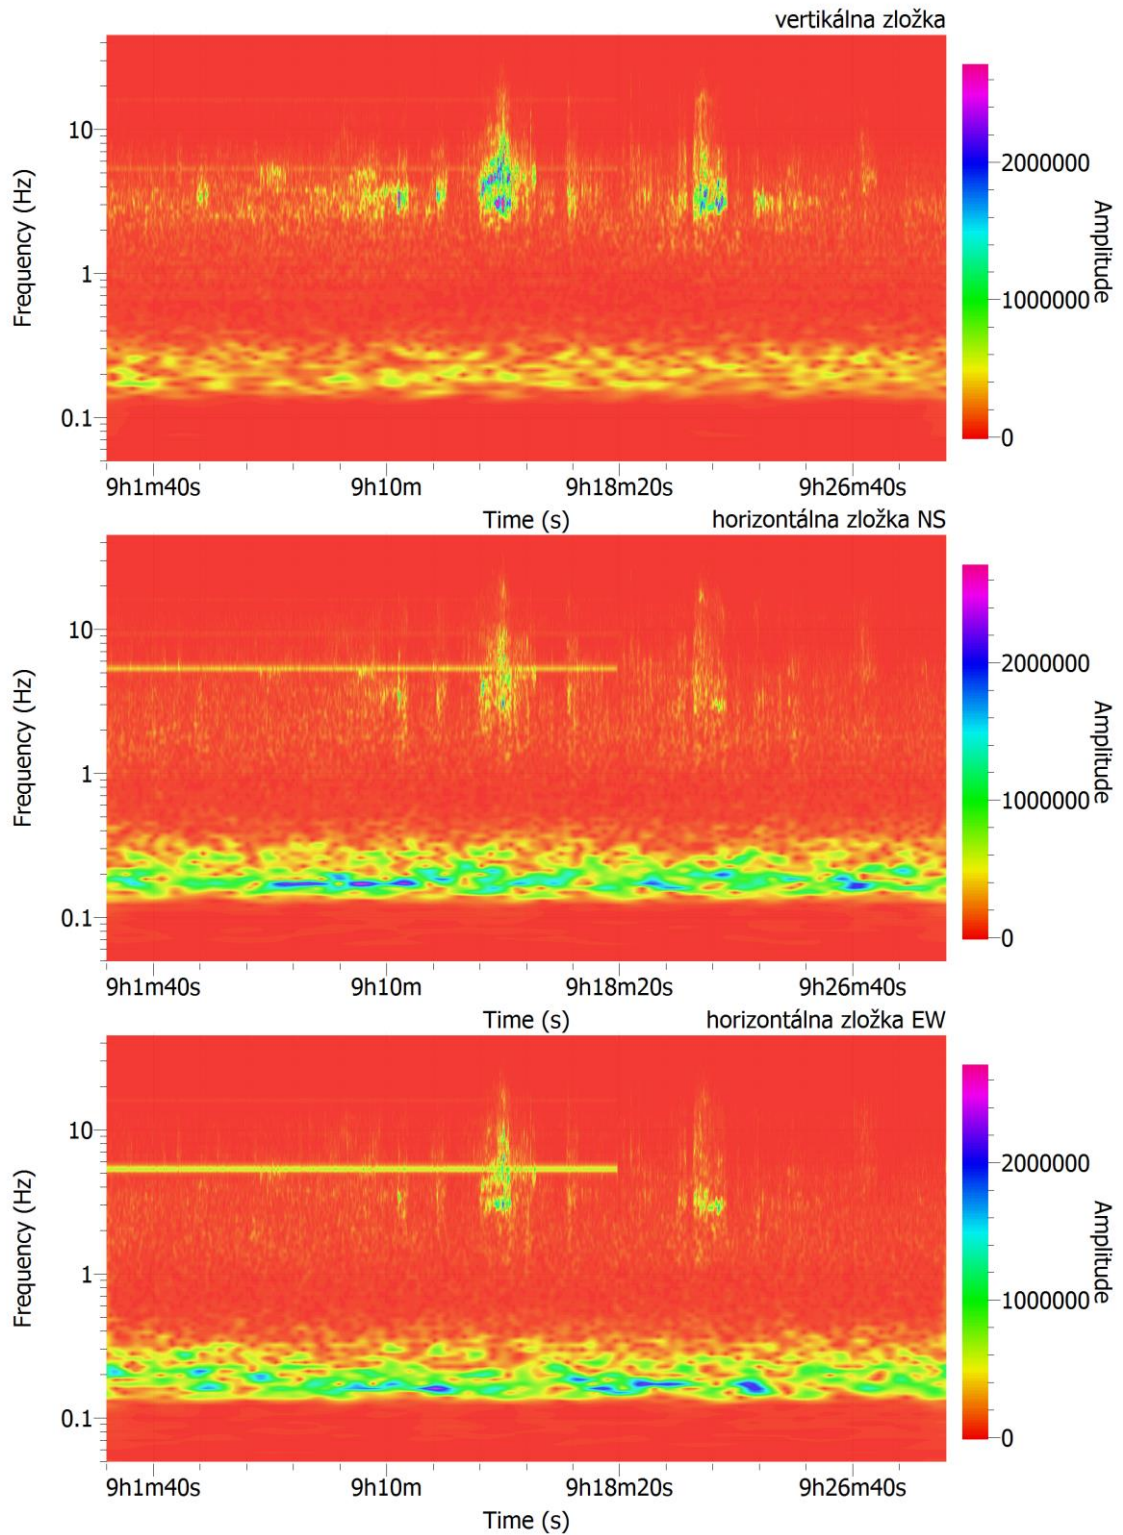 vertikálna zložka
Frequency (Hz)
10
1
0.1
9h1m40s 9h10m 9h18m20s 9h26m40s
Time (s)
2000000
1000000
0
Amplitude
horizontálna zložka NS
Frequency (Hz)
10
1
0.1
9h1m40s 9h10m 9h18m20s 9h26m40s
Time (s)
2000000
1000000
0
Amplitude
horizontálna zložka EW
Frequency (Hz)
10
1
0.1
9h1m40s 9h10m 9h18m20s 9h26m40s
Time (s)
2000000
1000000
0
Amplitude